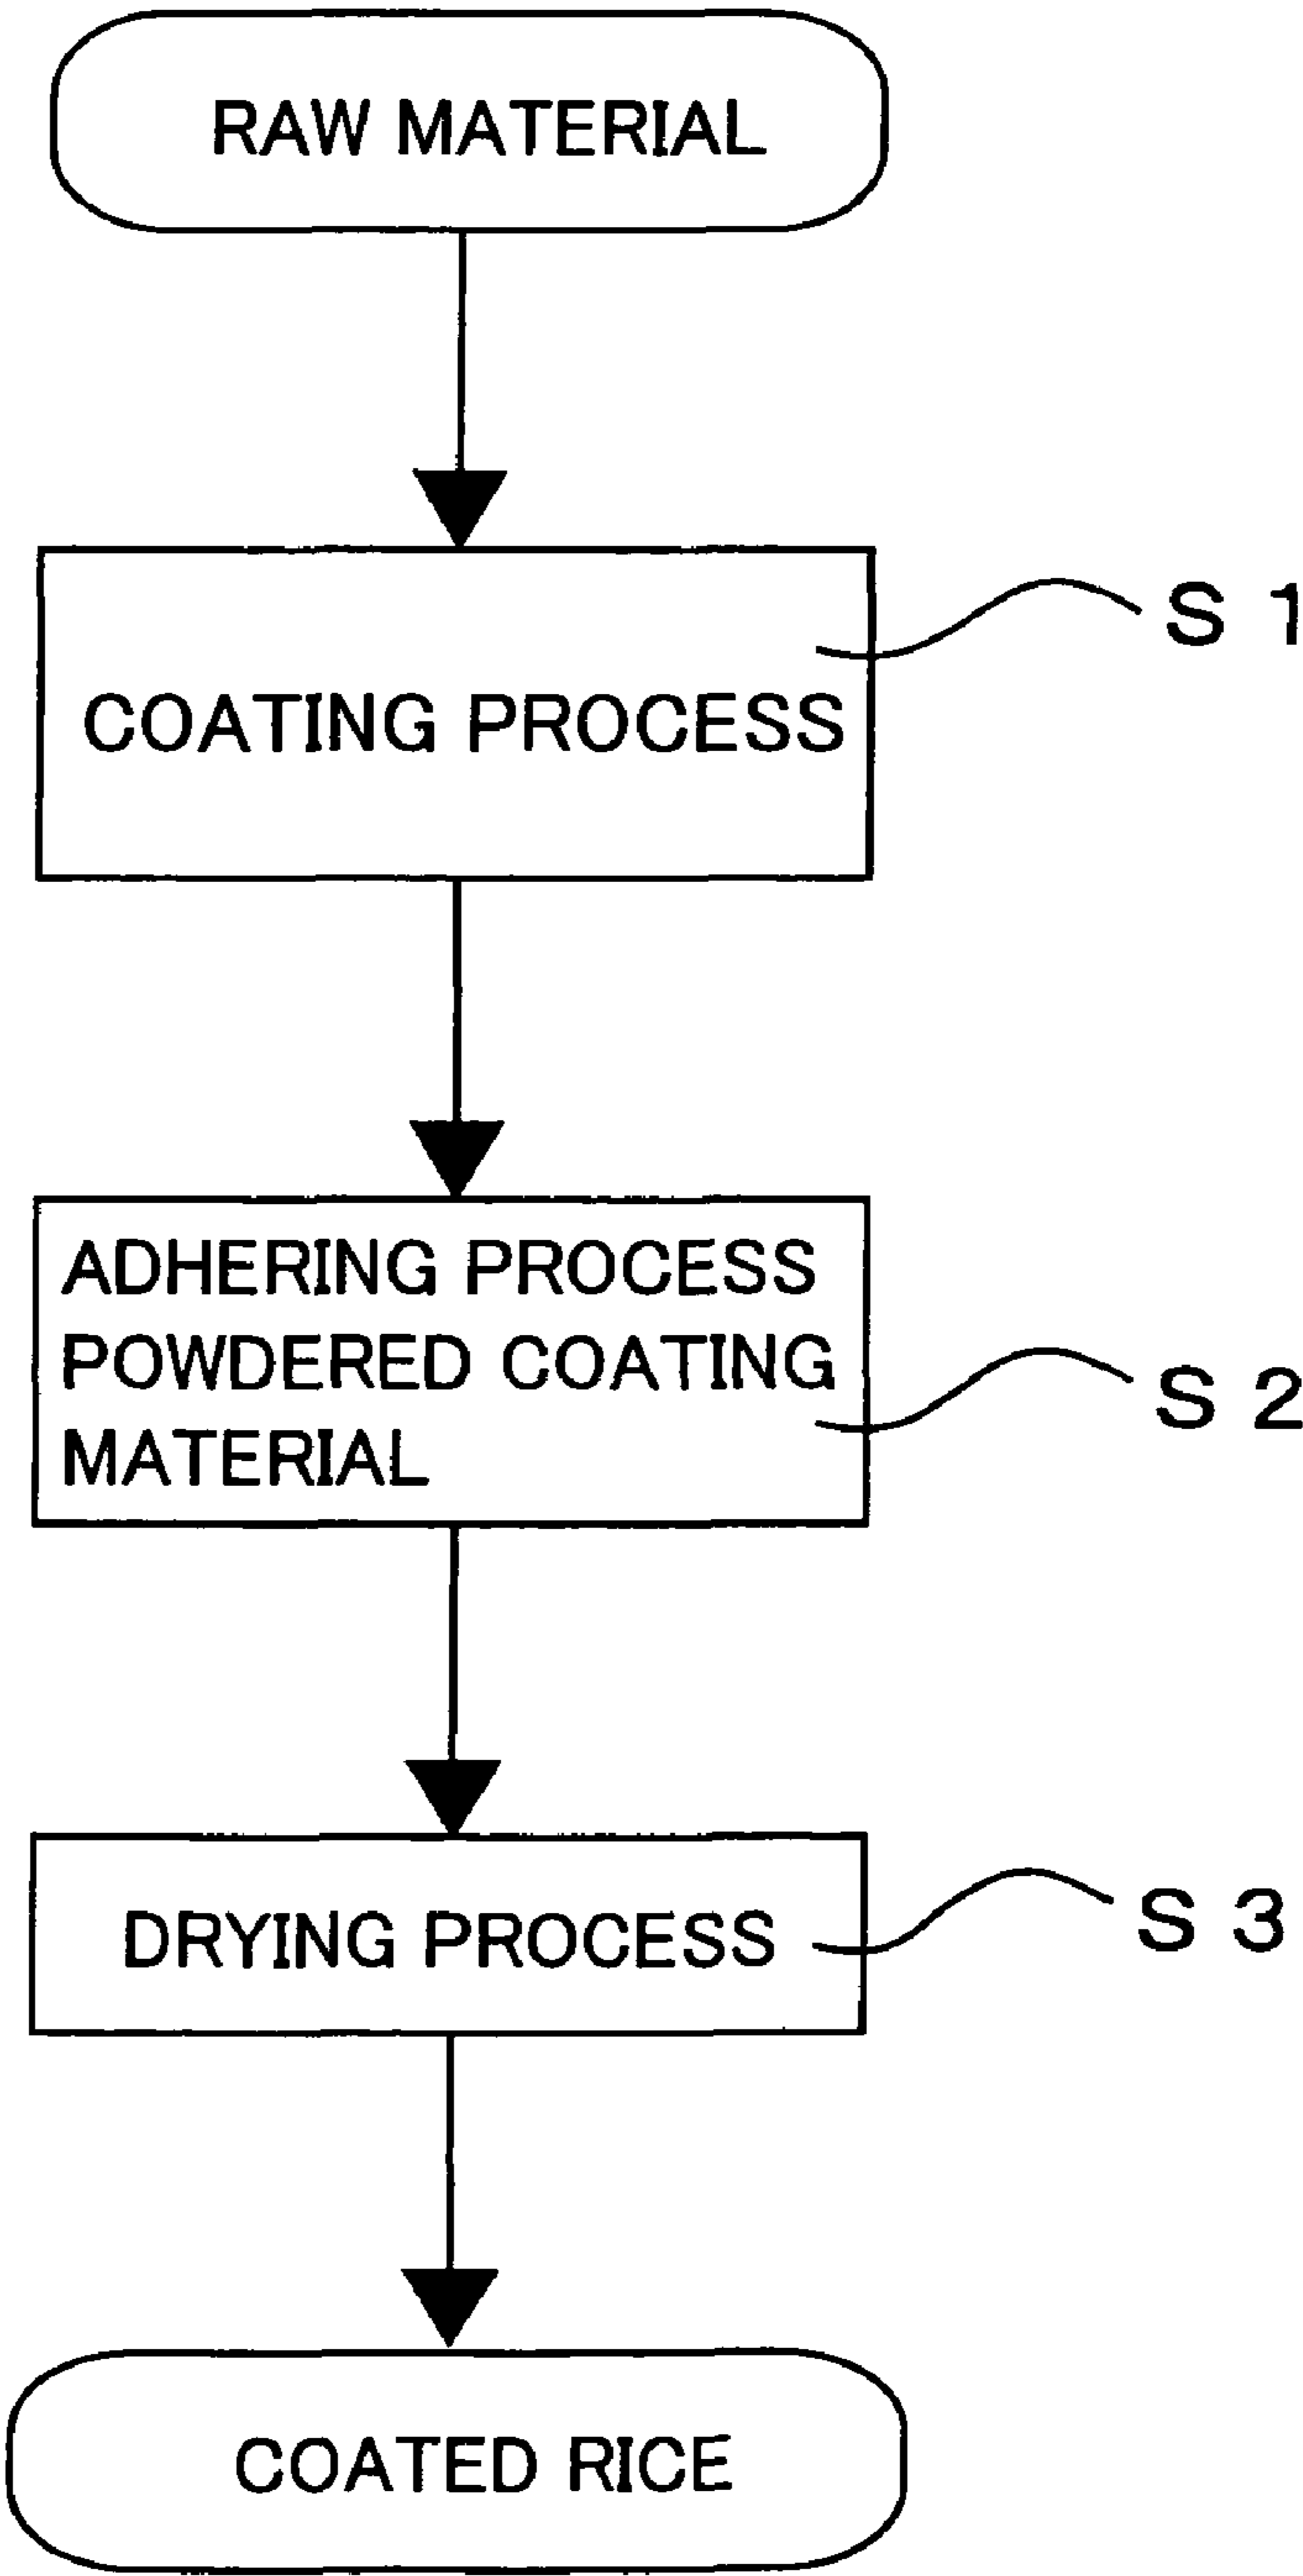 RAW MATERIAL
S 1
COATING PROCESS
ADHERING PROCESS
POWDERED COATING
MATERIAL
S 2
DRYING PROCESS
S 3
COATED RICE